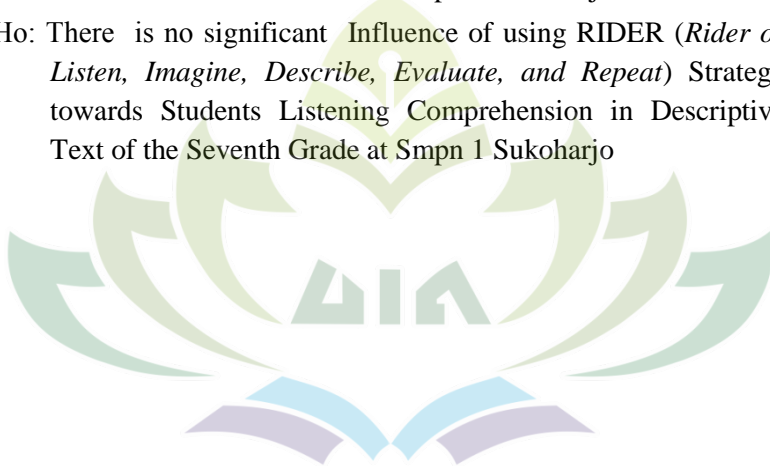 Ho: There is no significant Influence of using RIDER (Rider o
Listen, Imagine, Describe, Evaluate, and Repeat) Strateg
towards Students Listening Comprehension in Descriptiv
Text of the Seventh Grade at Smpn 1 Sukoharjo
UIN